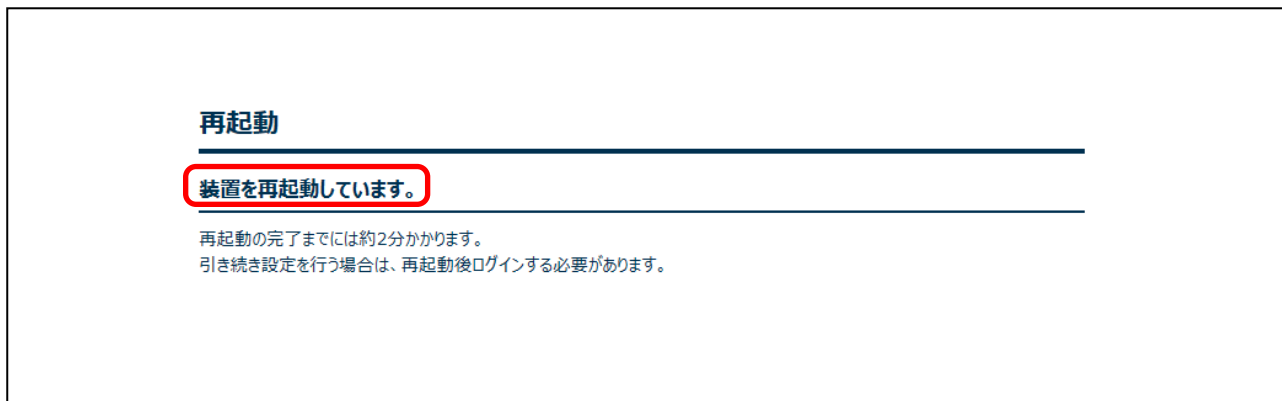 再起動
装置を再起動しています。
再起動の完了までには約2分かかります。
引き続き設定を行う場合は、再起動後ログインする必要があります。